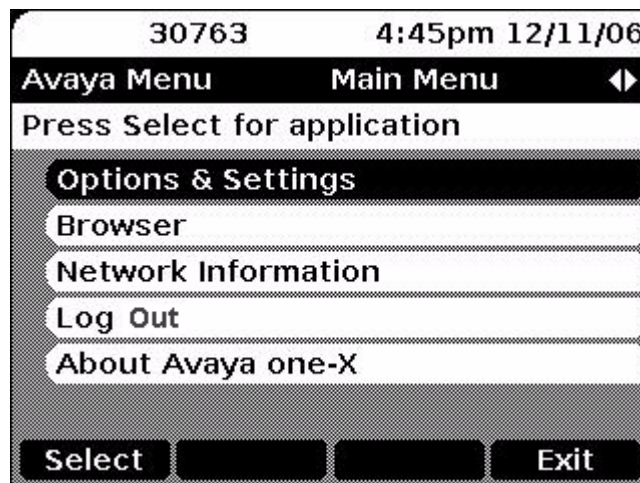 30763 4:45pm 12/11/06
Avaya Menu Main Menu
Press Select for application
Options & Settings
Browser
Network Information
Log Out
About Avaya one-X
Select Exit